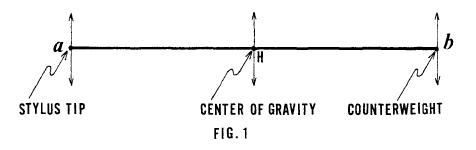 a b
H
STYLUS TIP CENTER OF GRAVITY COUNTERWEIGHT
FIG. 1